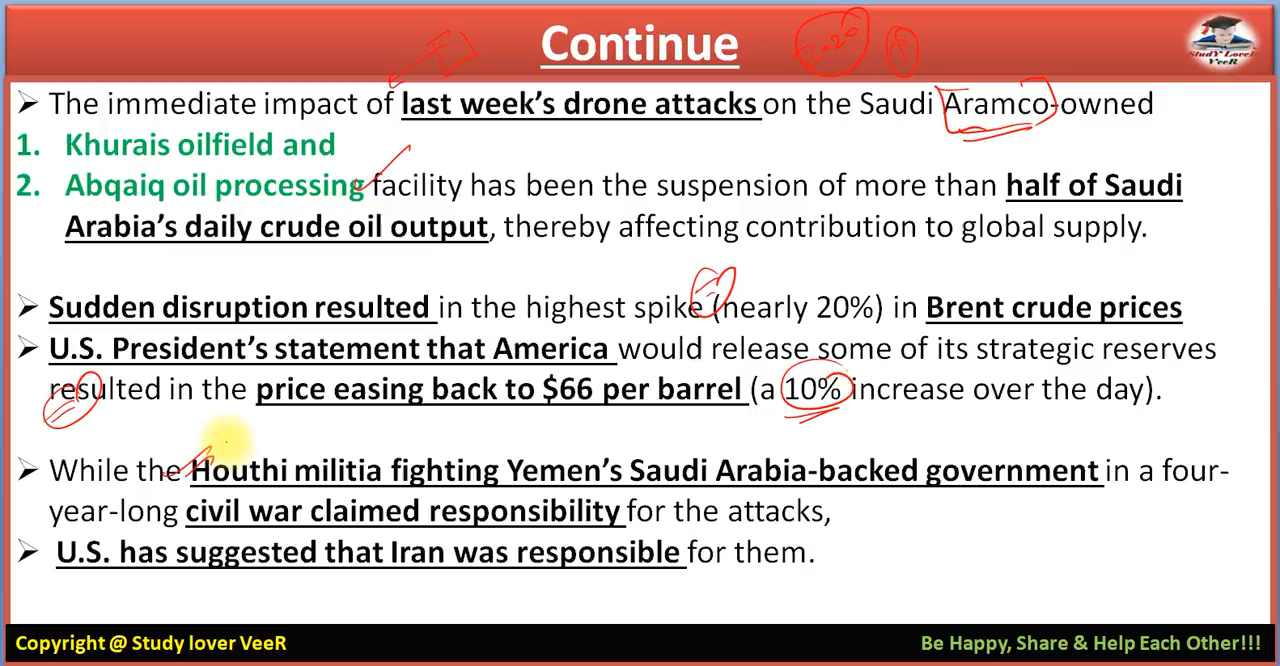 Continue
StudY LoveR
VeeR
➤ The immediate impact of last week's drone attacks on the Saudi Aramco-owned
1. Khurais oilfield and
2. Abqaiq oil processing facility has been the suspension of more than half of Saudi
Arabia's daily crude oil output, thereby affecting contribution to global supply.
➤ Sudden disruption resulted in the highest spike (nearly 20%) in Brent crude prices
➤ U.S. President's statement that America would release some of its strategic reserves
resulted in the price easing back to $66 per barrel (a 10% increase over the day).
➤ While the Houthi militia fighting Yemen's Saudi Arabia-backed government in a four-
year-long civil war claimed responsibility for the attacks,
➤ U.S. has suggested that Iran was responsible for them.
Copyright @ Study lover VeeR
Be Happy, Share & Help Each Other!!!